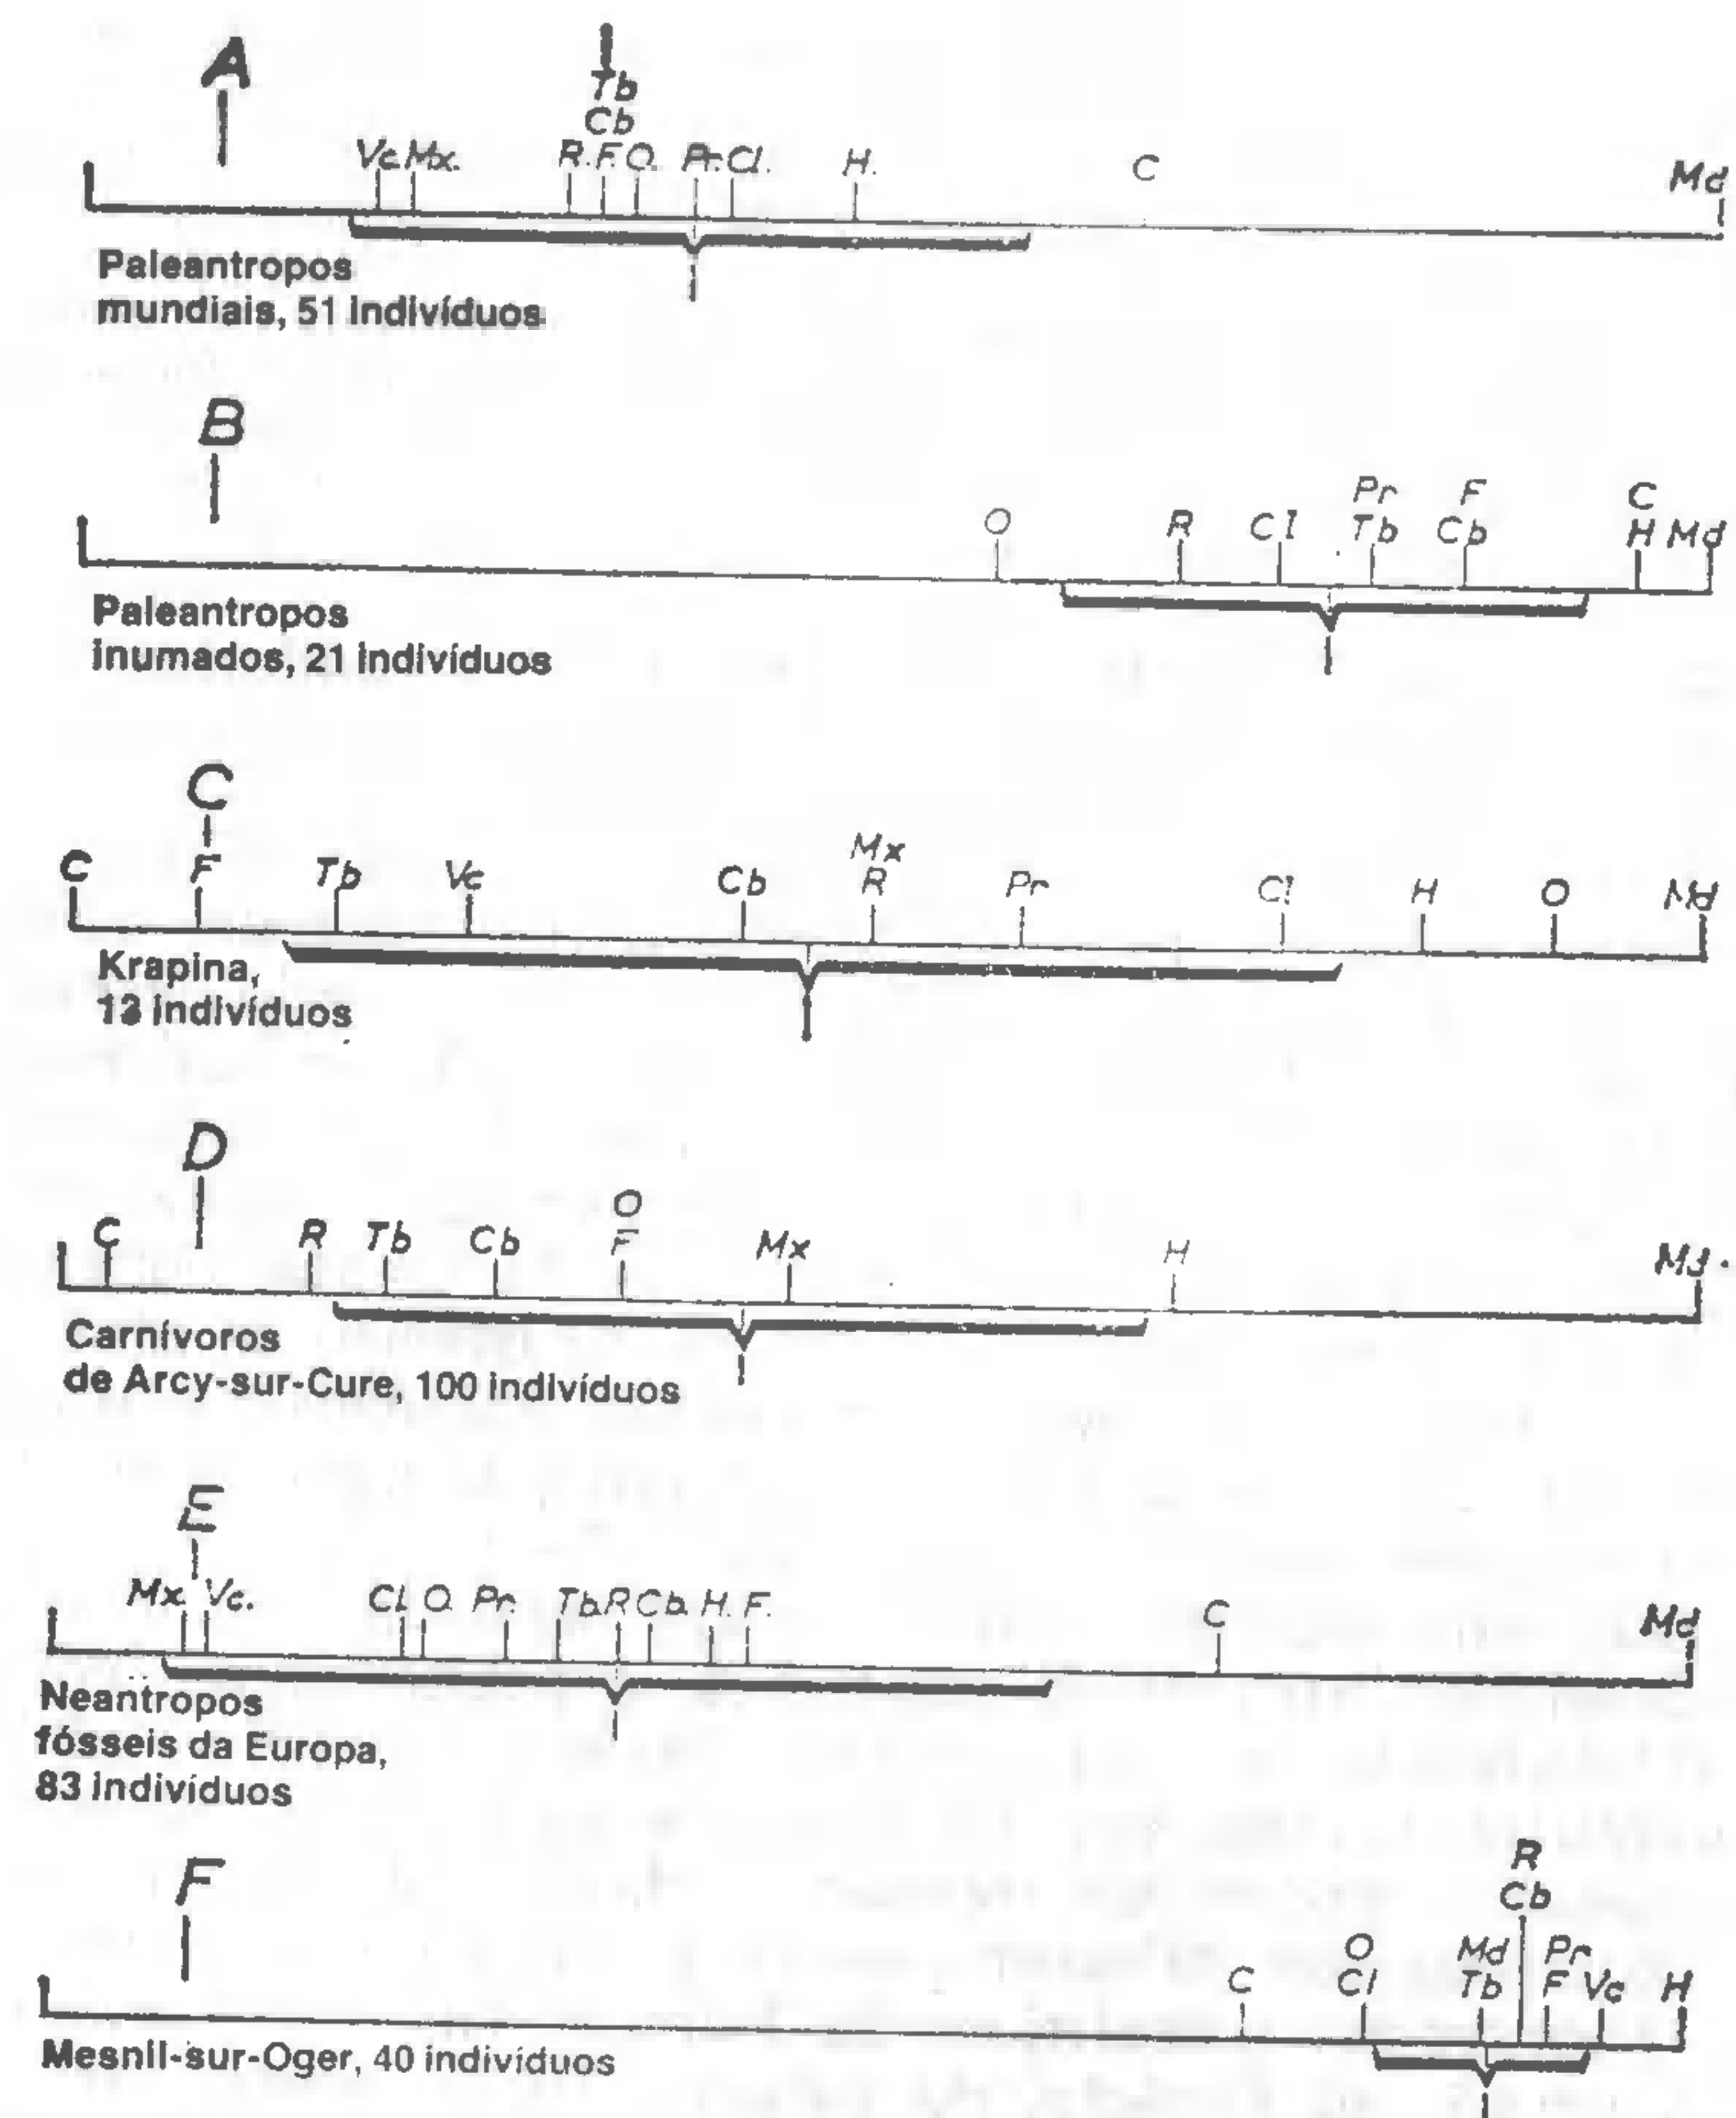 A
Tb
Cb
Vc. Mx. R. F. O. Pr. Cl. H. C Md
Paleantropos
mundiais, 51 indivíduos
B
Pr F C
O R Cl Tb Cb H Md
Paleantropos
inumados, 21 indivíduos
C
Mx
C F Tb Vc Cb R Pr Cl H O Md
Krapina,
13 indivíduos
D
O
C R Tb Cb F Mx H Md
Carnívoros
de Arcy-sur-Cure, 100 indivíduos
E
Mx Vc. Cl. O. Pr. Tb. R Cb. H. F. C Md
Neantropos
fósseis da Europa,
83 indivíduos
F
R
Cb
O Md Pr
C Cl Tb F Vc H
Mesnil-sur-Oger, 40 indivíduos